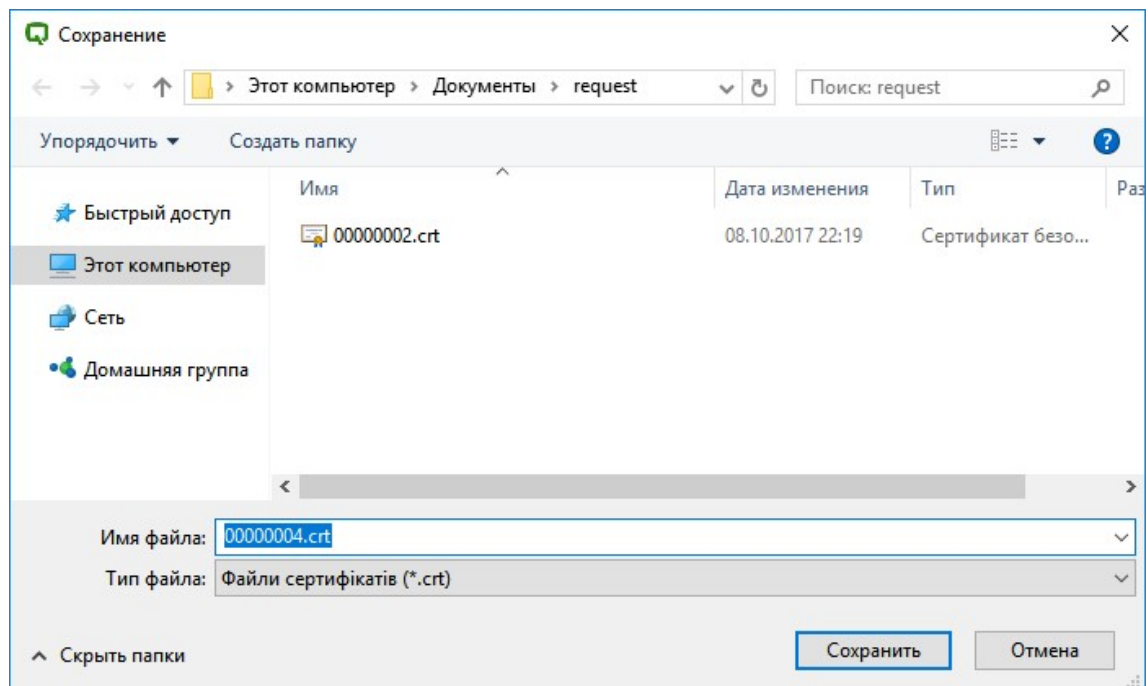 Сохранение
Этот компьютер > Документы > request
Поиск: request
Упорядочить Создать папку ?
Имя Дата изменения Тип Раз
Быстрый доступ
00000002.crt 08.10.2017 22:19 Сертификат безо...
Этот компьютер
Сеть
Домашняя группа
Имя файла: 00000004.crt
Тип файла: Файли сертифікатів (*.crt)
Скрыть папки Сохранить Отмена